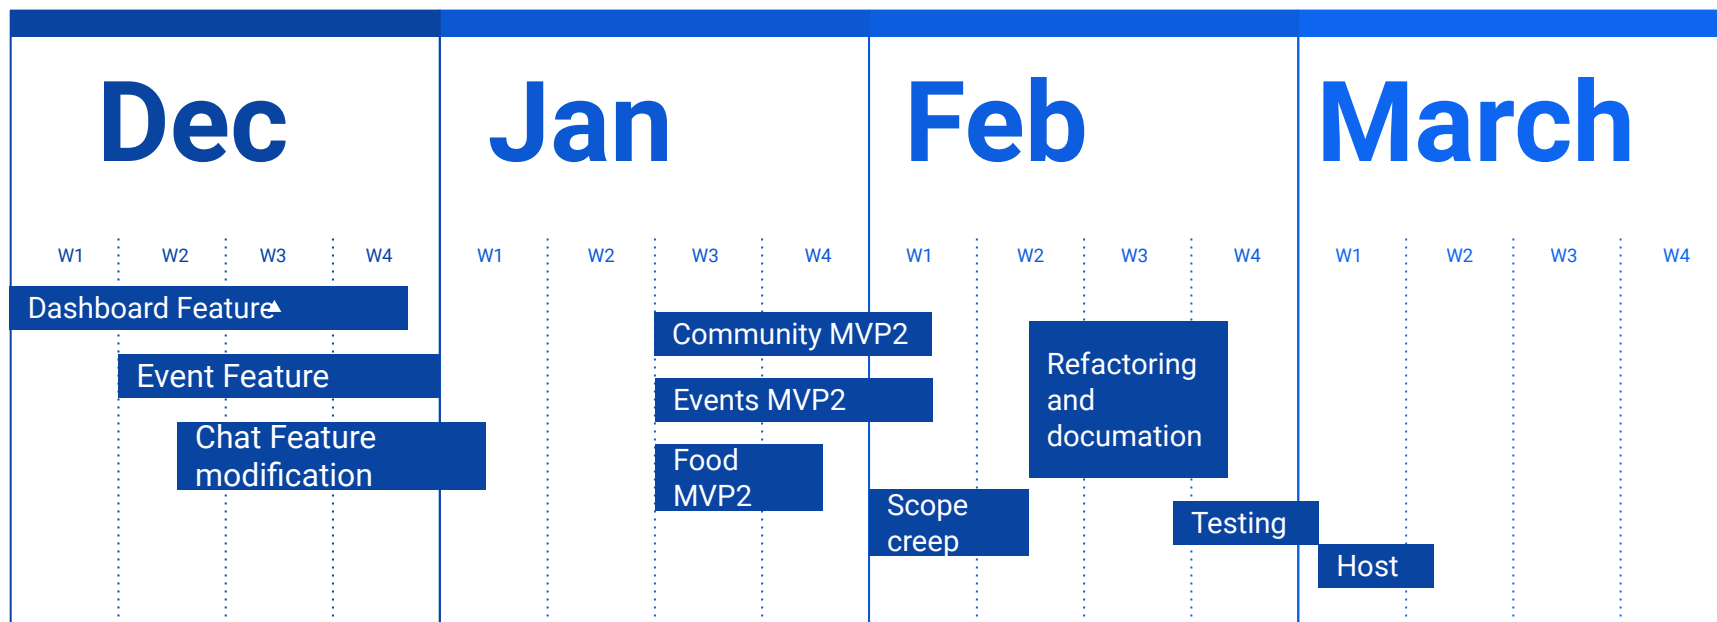 Dec
Jan
Feb
March
W1
W2
W3
W4
W1
W2
W3
W4
W1
W2
W3
W4
W1
W2
W3
W4
Dashboard Feature
Event Feature
Chat Feature
modification
Community MVP2
Events MVP2
Food
MVP2
Scope
creep
Refactoring
and
documation
Testing
Host